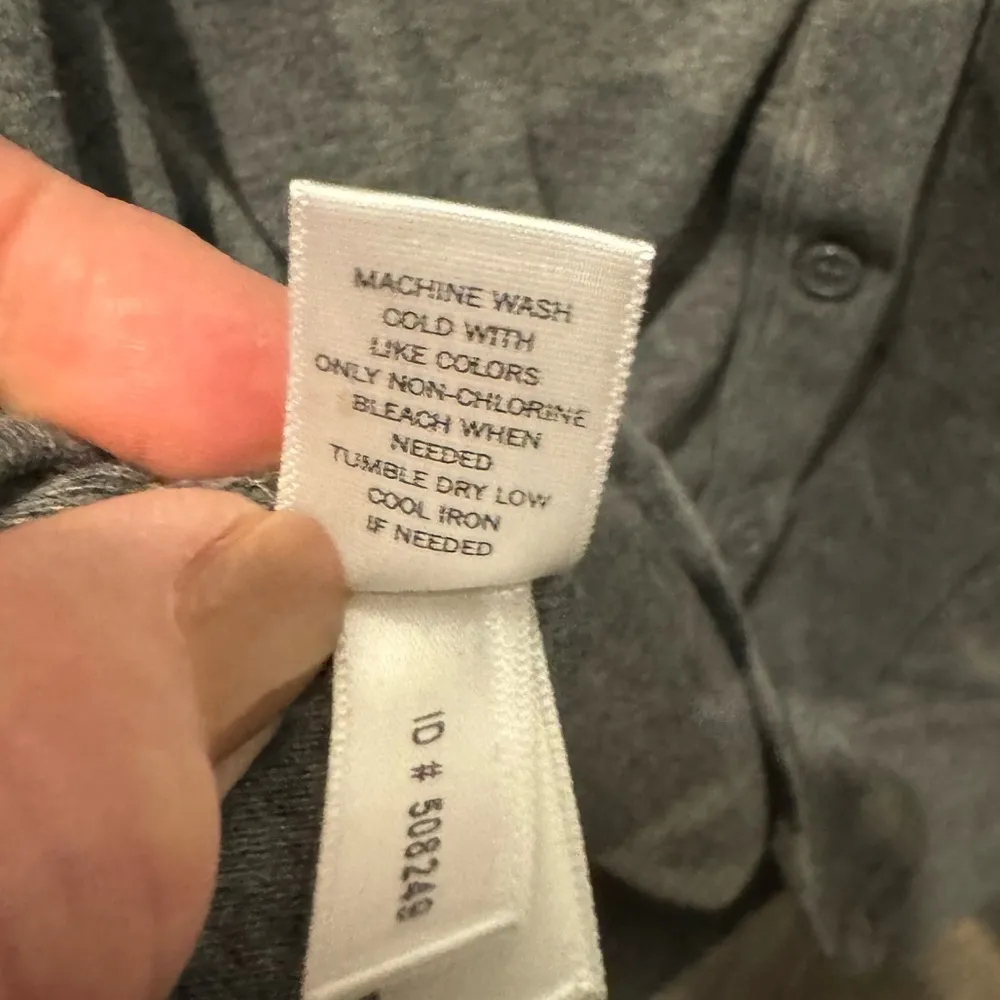 MACHINE WASH
COLD WITH
LIKE COLORS
ONLY NON-CHLORINE
BLEACH WHEN
NEEDED
TUMBLE DRY LOW
COOL IRON
IF NEEDED
ID # 508249